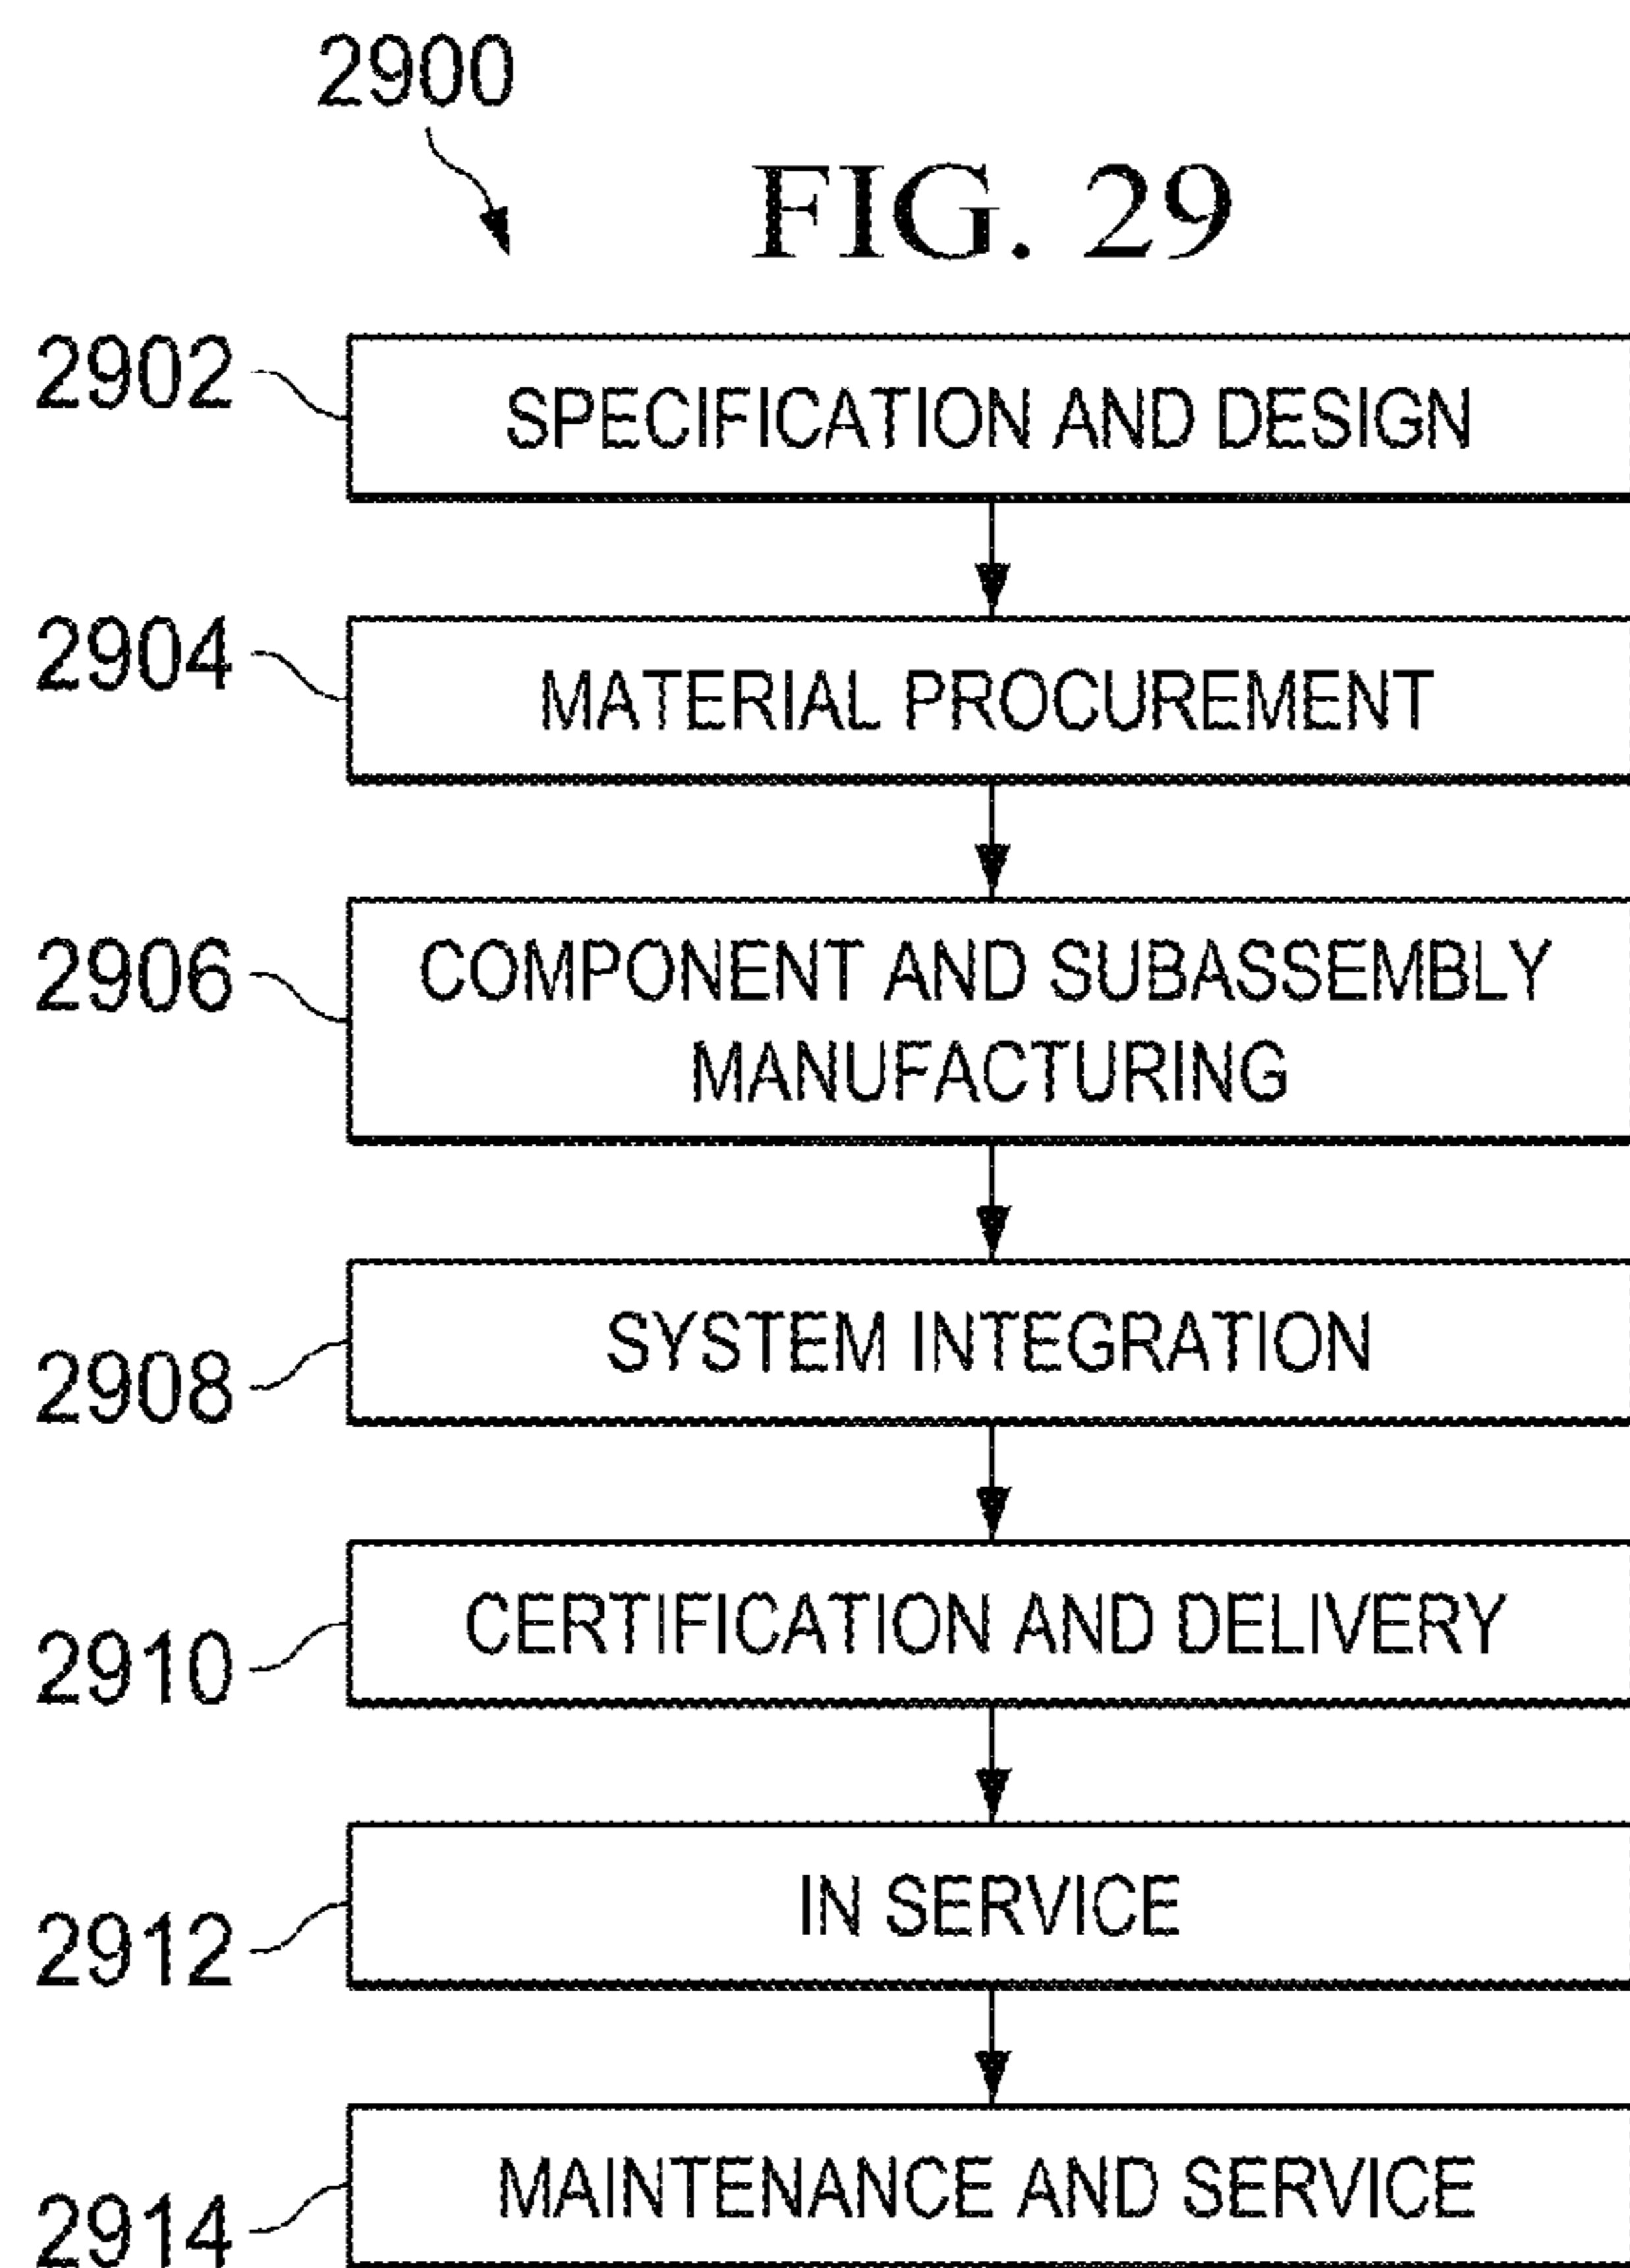 2900
FIG. 29
2902
SPECIFICATION AND DESIGN
2904
MATERIAL PROCUREMENT
2906
COMPONENT AND SUBASSEMBLY
MANUFACTURING
2908
SYSTEM INTEGRATION
2910
CERTIFICATION AND DELIVERY
2912
IN SERVICE
2914
MAINTENANCE AND SERVICE